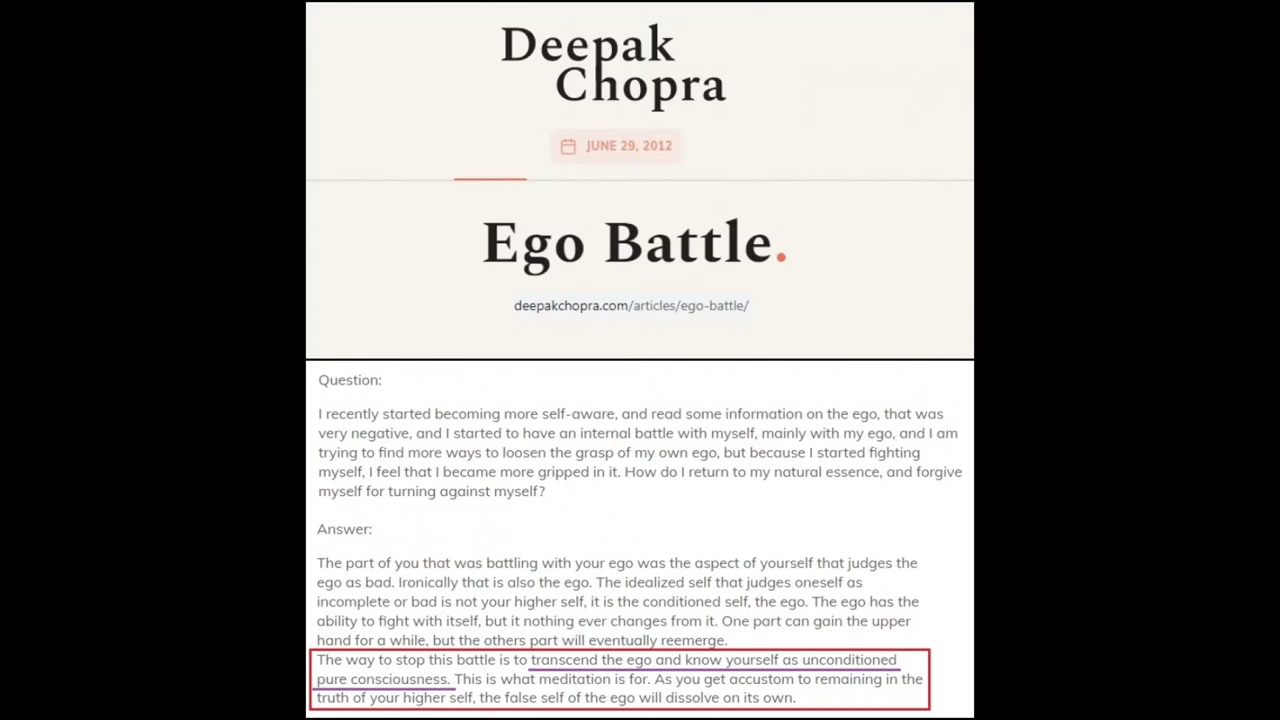 Deepak
Chopra
JUNE 29, 2012
Ego Battle.
deepakchopra.com/articles/ego-battle/
Question:
I recently started becoming more self-aware, and read some information on the ego, that was
very negative, and I started to have an internal battle with myself, mainly with my ego, and I am
trying to find more ways to loosen the grasp of my own ego, but because I started fighting
myself, I feel that I became more gripped in it. How do I return to my natural essence, and forgive
myself for turning against myself?
Answer:
The part of you that was battling with your ego was the aspect of yourself that judges the
ego as bad. Ironically that is also the ego. The idealized self that judges oneself as
incomplete or bad is not your higher self, it is the conditioned self, the ego. The ego has the
ability to fight with itself, but it nothing ever changes from it. One part can gain the upper
hand for a while, but the others part will eventually reemerge.
The way to stop this battle is to transcend the ego and know yourself as unconditioned
pure consciousness. This is what meditation is for. As you get accustom to remaining in the
truth of your higher self, the false self of the ego will dissolve on its own.